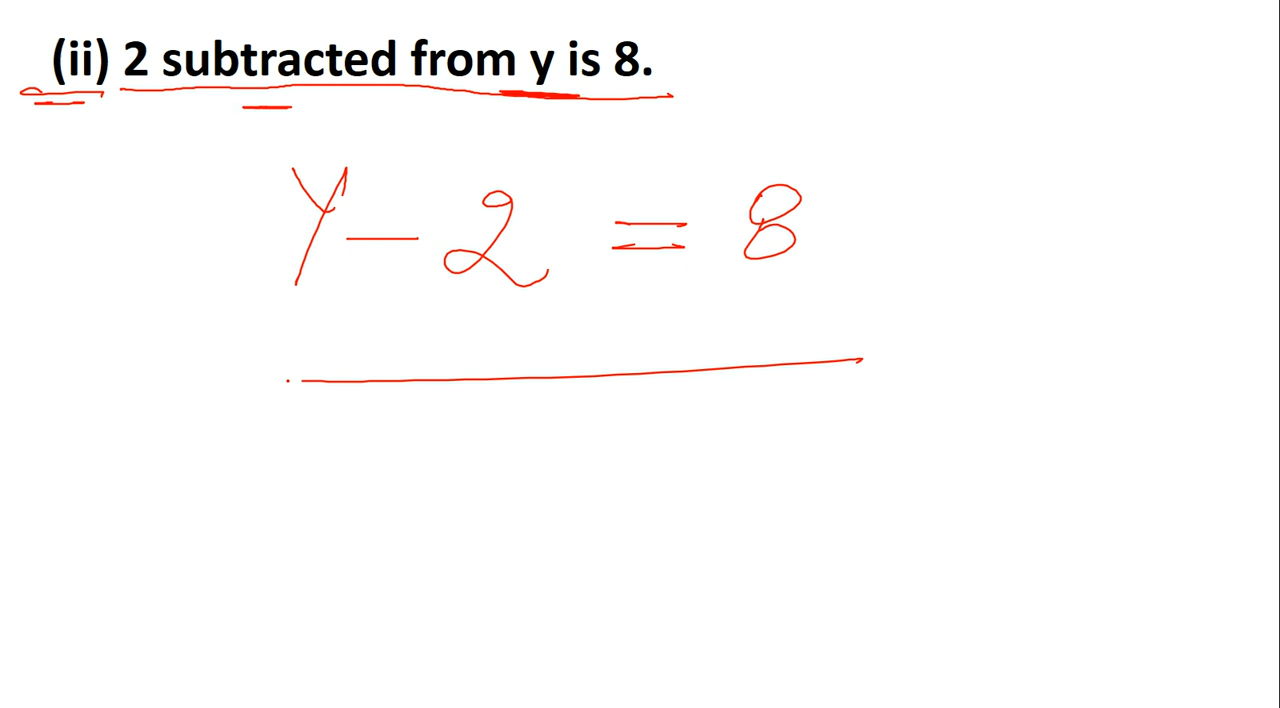 (ii) 2 subtracted from y is 8.
Y - 2 = 8